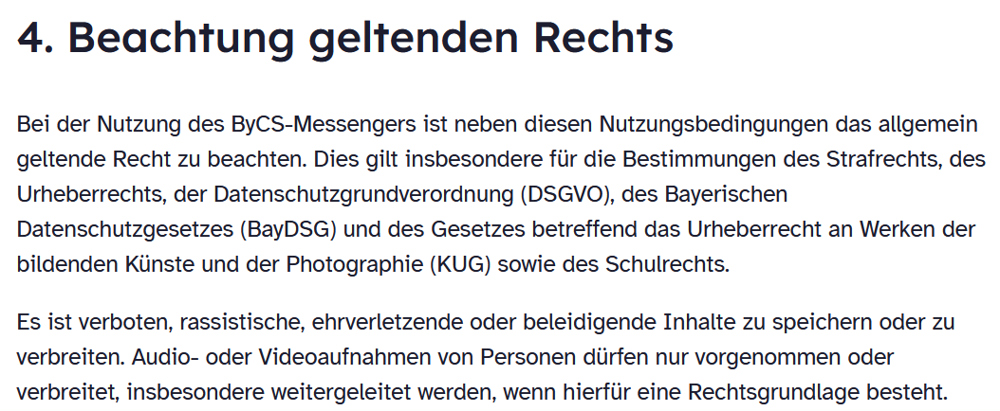 4. Beachtung geltenden Rechts
Bei der Nutzung des ByCS-Messengers ist neben diesen Nutzungsbedingungen das allgemein
geltende Recht zu beachten. Dies gilt insbesondere für die Bestimmungen des Strafrechts, des
Urheberrechts, der Datenschutzgrundverordnung (DSGVO), des Bayerischen
Datenschutzgesetzes (BayDSG) und des Gesetzes betreffend das Urheberrecht an Werken der
bildenden Künste und der Photographie (KUG) sowie des Schulrechts.
Es ist verboten, rassistische, ehrverletzende oder beleidigende Inhalte zu speichern oder zu
verbreiten. Audio- oder Videoaufnahmen von Personen dürfen nur vorgenommen oder
verbreitet, insbesondere weitergeleitet werden, wenn hierfür eine Rechtsgrundlage besteht.